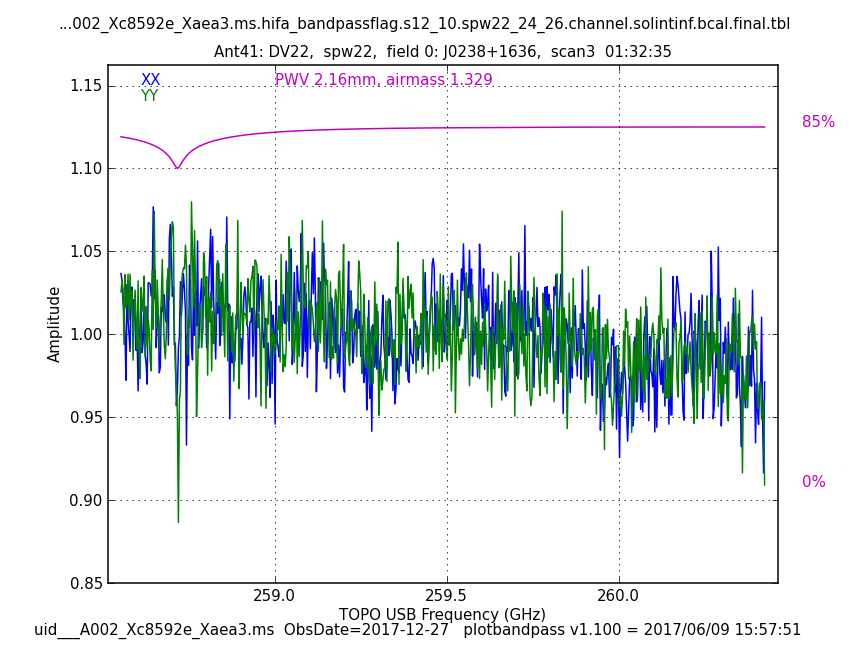 ...002_Xc8592e_Xaea3.ms.hifa_bandpassflag.s12_10.spw22_24_26.channel.solintinf.bcal.final.tbl
Ant41: DV22,  spw22,  field 0: J0238+1636,  scan3  01:32:35
XX
YY
PWV 2.16mm, airmass 1.329
85%
0%
1.15
1.10
1.05
1.00
0.95
0.90
0.85
Amplitude
259.0
259.5
260.0
TOPO USB Frequency (GHz)
uid___A002_Xc8592e_Xaea3.ms  ObsDate=2017-12-27   plotbandpass v1.100 = 2017/06/09 15:57:51